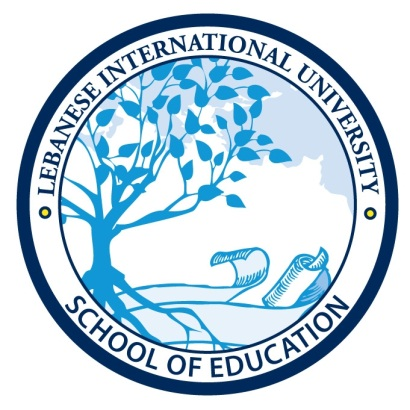 LEBANESE INTERNATIONAL UNIVERSITY
SCHOOL OF EDUCATION